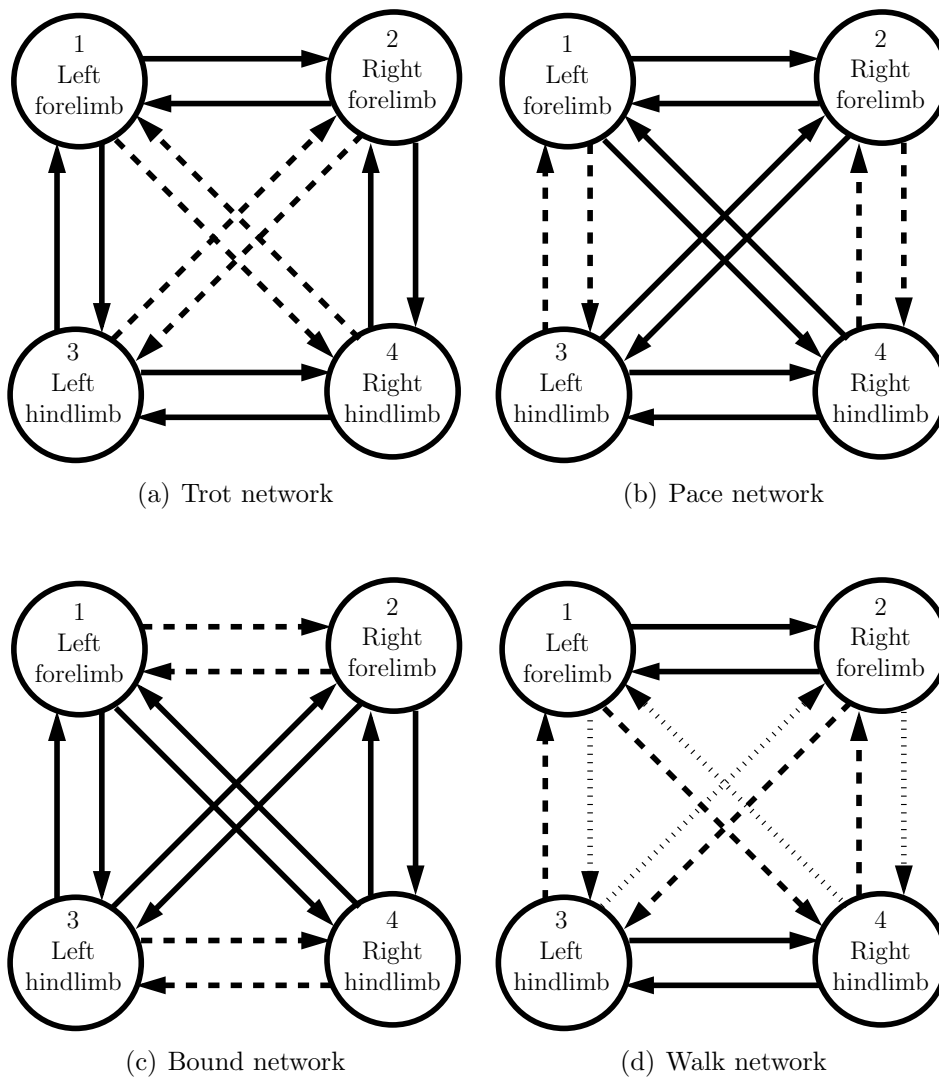 1
Left
forelimb
2
Right
forelimb
3
Left
hindlimb
4
Right
hindlimb
(a) Trot network
1
Left
forelimb
2
Right
forelimb
3
Left
hindlimb
4
Right
hindlimb
(b) Pace network
1
Left
forelimb
2
Right
forelimb
3
Left
hindlimb
4
Right
hindlimb
(c) Bound network
1
Left
forelimb
2
Right
forelimb
3
Left
hindlimb
4
Right
hindlimb
(d) Walk network